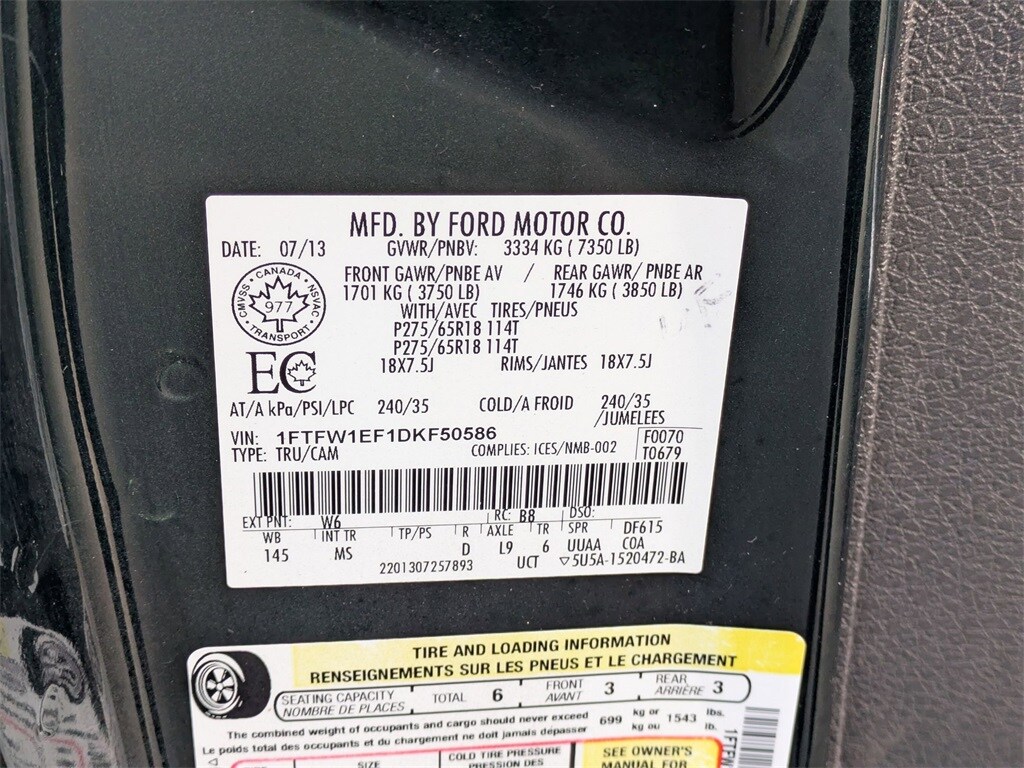 MFD. BY FORD MOTOR CO.
DATE: 07/13 GVWR/PNBV: 3334 KG ( 7350 LB)
FRONT GAWR/PNBE AV / REAR GAWR/ PNBE AR
1701 KG ( 3750 LB) 1746 KG ( 3850 LB)
WITH/AVEC TIRES/PNEUS
P275/65R18 114T
P275/65R18 114T
18X7.5J RIMS/JANTES 18X7.5J
CANADA
CMVSS NSVAC
977
TRANSPORT
EC
AT/A kPa/PSI/LPC 240/35 COLD/A FROID 240/35
/JUMELEES
VIN: 1FTFW1EF1DKF50586 F0070
TYPE: TRU/CAM COMPLIES: ICES/NMB-002 T0679
EXT PNT: W6 RC: B8 DSO:
WB INT TR TP/PS R AXLE TR SPR DF615
145 MS D L9 6 UUAA COA
2201307257893 UCT ▽5U5A-1520472-BA
TIRE AND LOADING INFORMATION
RENSEIGNEMENTS SUR LES PNEUS ET LE CHARGEMENT
SEATING CAPACITY TOTAL 6 FRONT 3 REAR 3
NOMBRE DE PLACES AVANT ARRIÈRE
The combined weight of occupants and cargo should never exceed 699 kg or 1543 lbs.
Le poids total des occupants et du chargement ne doit jamais dépasser kg ou lb.
SIZE COLD TIRE PRESSURE SEE OWNER'S
PRESSION DES MANUAL FOR